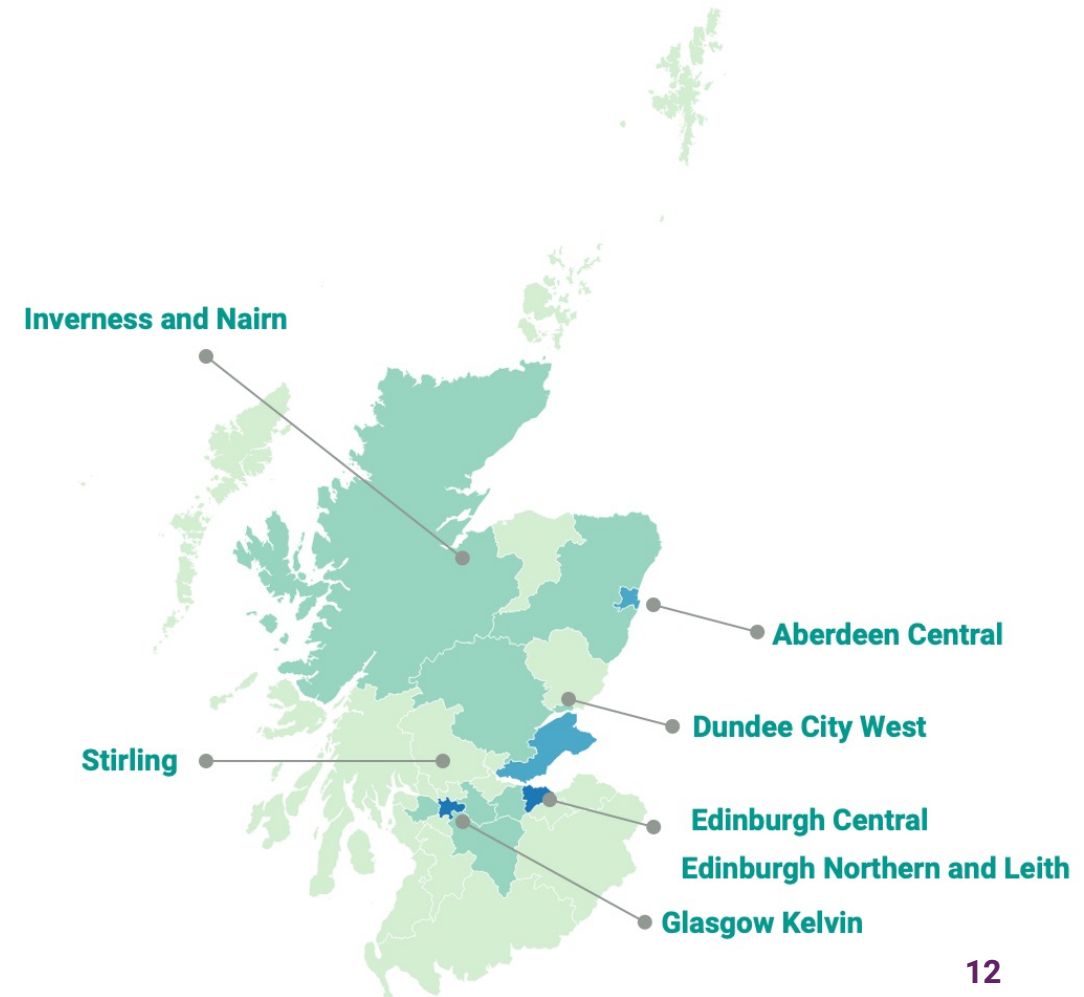 Inverness and Nairn
Aberdeen Central
Dundee City West
Stirling
Edinburgh Central
Edinburgh Northern and Leith
Glasgow Kelvin
12